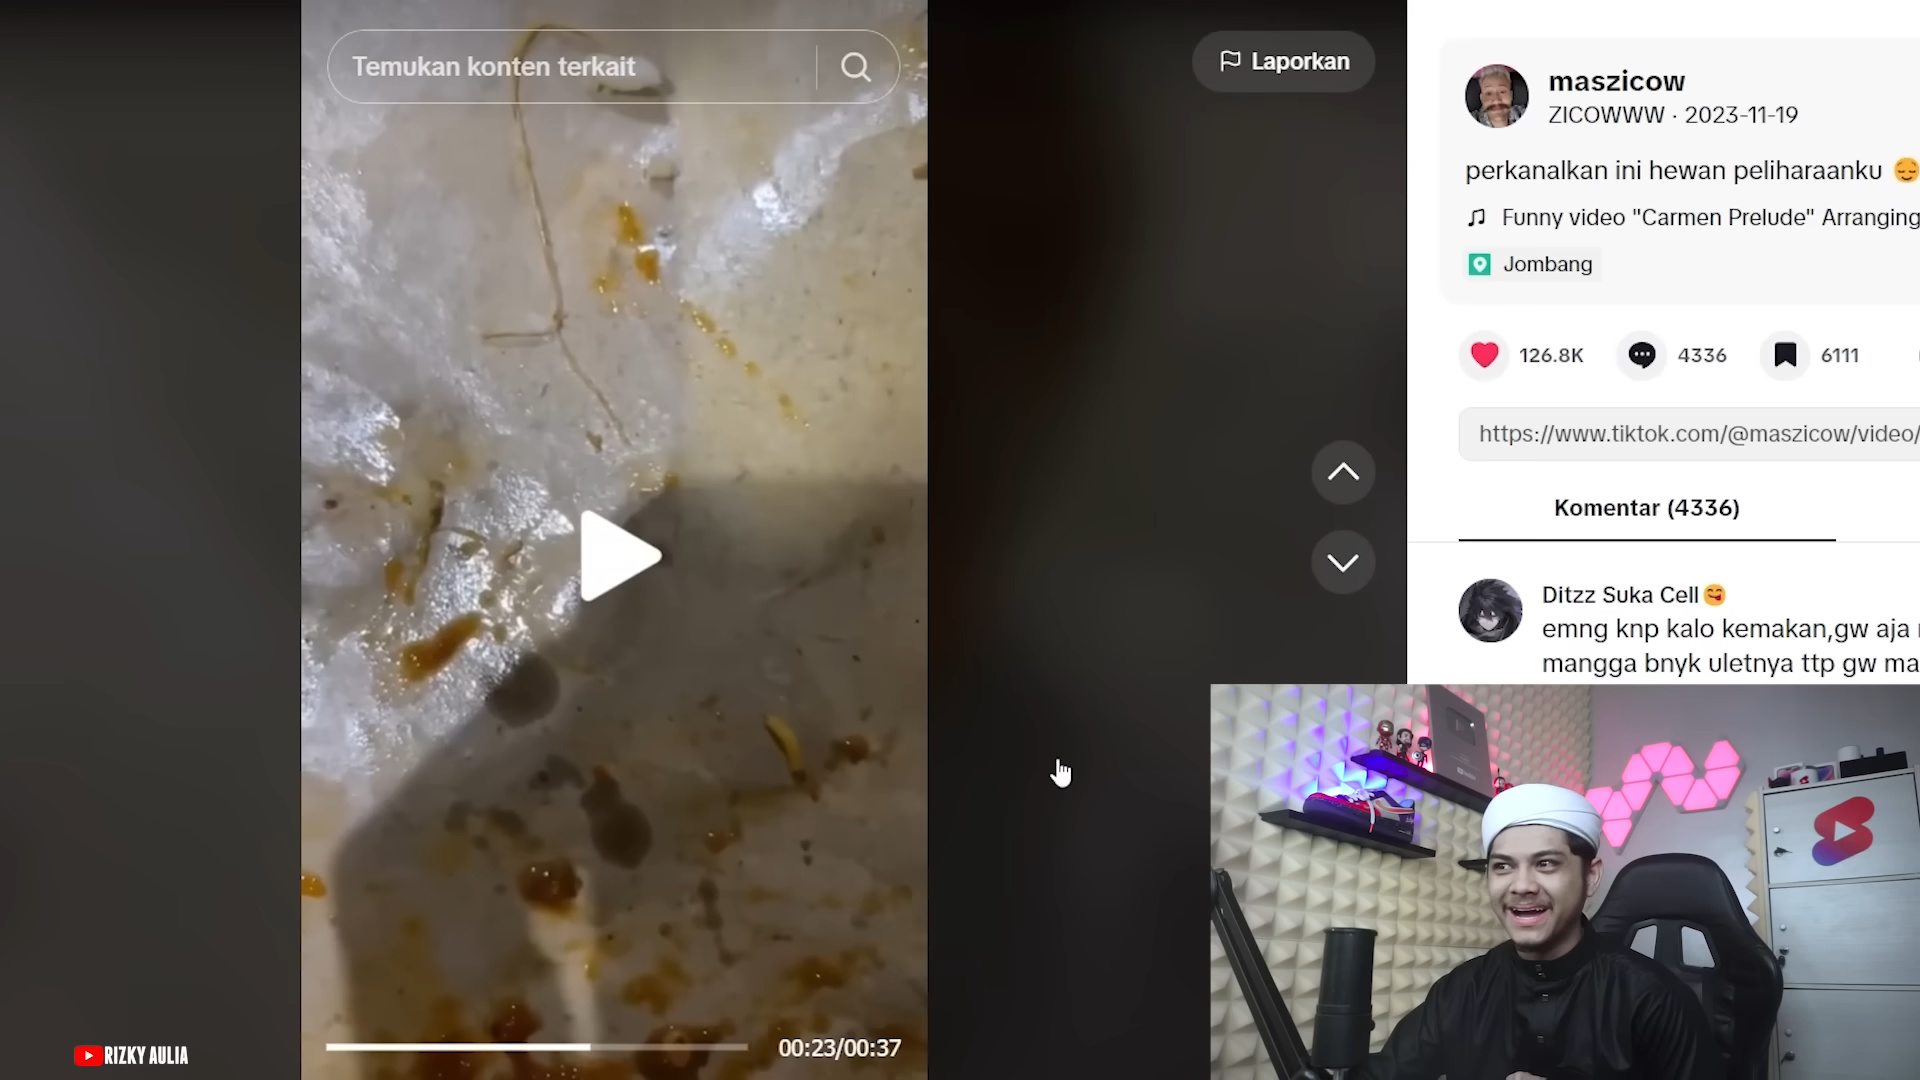 Temukan konten terkait
Laporkan
maszicow
ZICOWWW · 2023-11-19
perkanalkan ini hewan peliharaanku 😌
Funny video "Carmen Prelude" Arranging
Jombang
126.8K
4336
6111
https://www.tiktok.com/@maszicow/video/
Komentar (4336)
Ditzz Suka Cell😋
emng knp kalo kemakan,gw aja
mangga bnyk uletnya ttp gw ma
00:23/00:37
RIZKY AULIA